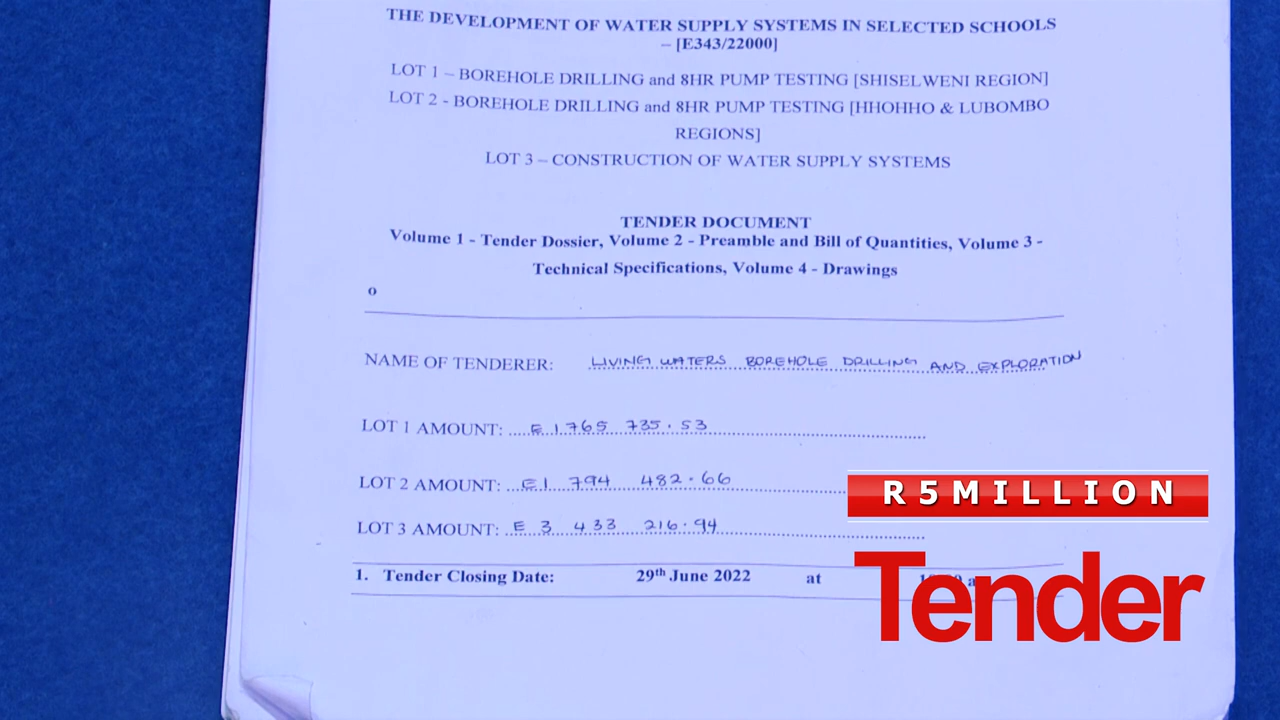 THE DEVELOPMENT OF WATER SUPPLY SYSTEMS IN SELECTED SCHOOLS
– [E343/22000]
LOT 1 – BOREHOLE DRILLING and 8HR PUMP TESTING [SHISELWENI REGION]
LOT 2 - BOREHOLE DRILLING and 8HR PUMP TESTING [HHOHHO & LUBOMBO
REGIONS]
LOT 3 – CONSTRUCTION OF WATER SUPPLY SYSTEMS
TENDER DOCUMENT
Volume 1 - Tender Dossier, Volume 2 - Preamble and Bill of Quantities, Volume 3 -
Technical Specifications, Volume 4 - Drawings
o
NAME OF TENDERER: LIVING WATERS BOREHOLE DRILLING AND EXPLORATION
LOT 1 AMOUNT: E 1 765 735.53
LOT 2 AMOUNT: E1 794 482.66
LOT 3 AMOUNT: E 3 433 216.94
1. Tender Closing Date: 29th June 2022 at
R5MILLION
Tender